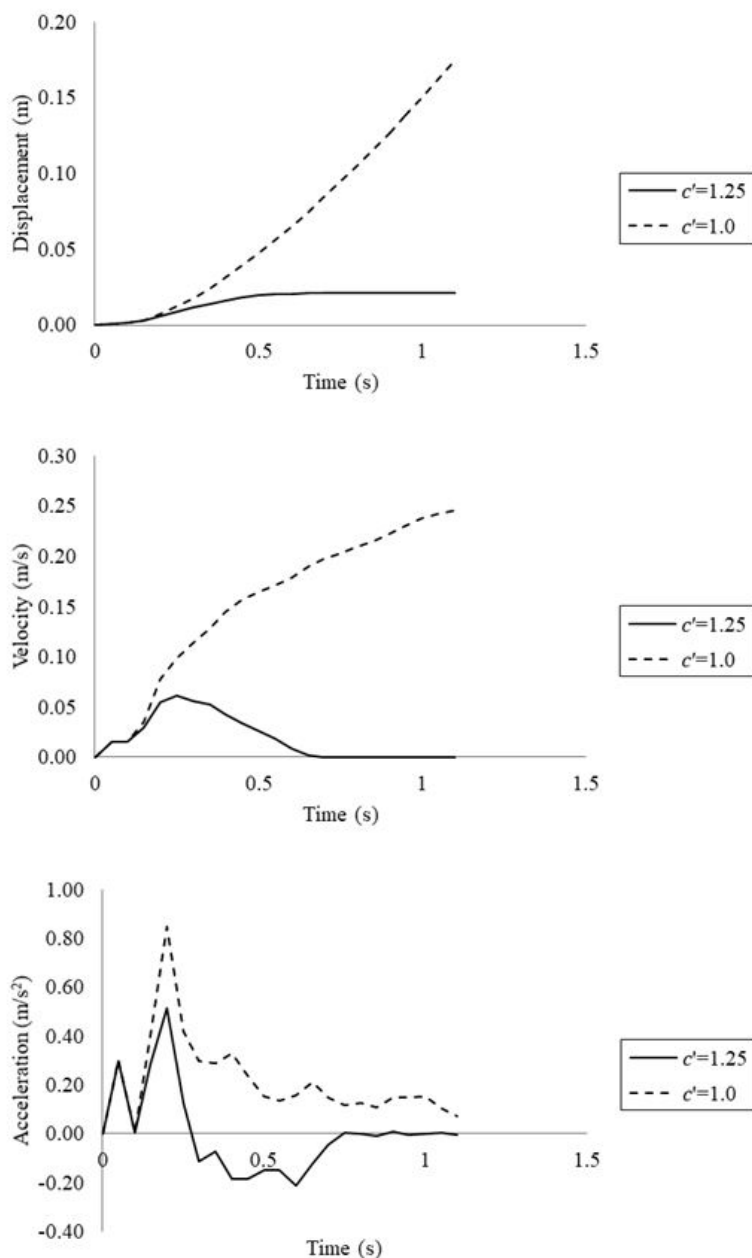 0.20
0.15
0.10
0.05
0.00
Displacement (m)
0
0.5
1
1.5
Time (s)
c'=1.25
c'=1.0
0.30
0.25
0.20
0.15
0.10
0.05
0.00
Velocity (m/s)
0
0.5
1
1.5
Time (s)
c'=1.25
c'=1.0
1.00
0.80
0.60
0.40
0.20
0.00
-0.20
-0.40
Acceleration (m/s²)
0
0.5
1
1.5
Time (s)
c'=1.25
c'=1.0